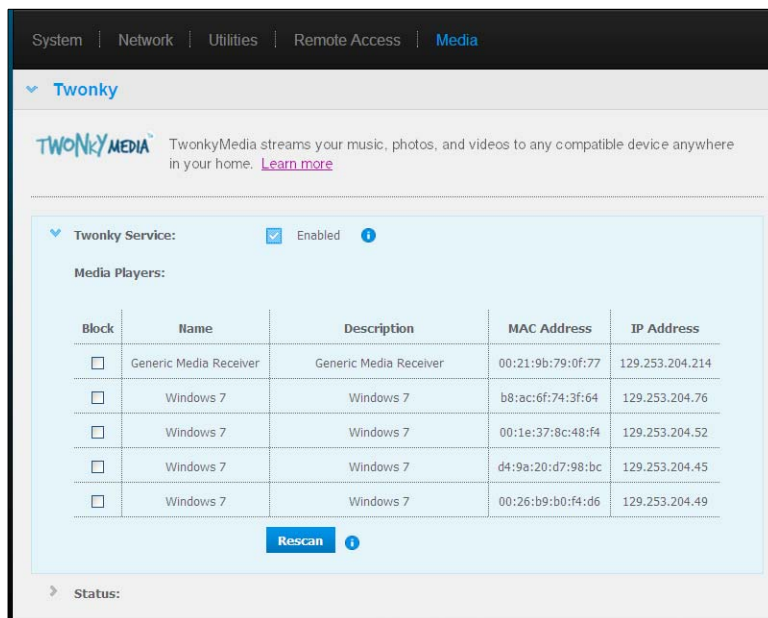 System Network Utilities Remote Access Media
Twonky
TWONKY MEDIA™ TwonkyMedia streams your music, photos, and videos to any compatible device anywhere
in your home. Learn more
Twonky Service: Enabled
Media Players:
Block Name Description MAC Address IP Address
Generic Media Receiver Generic Media Receiver 00:21:9b:79:0f:77 129.253.204.214
Windows 7 Windows 7 b8:ac:6f:74:3f:64 129.253.204.76
Windows 7 Windows 7 00:1e:37:8c:48:f4 129.253.204.52
Windows 7 Windows 7 d4:9a:20:d7:98:bc 129.253.204.45
Windows 7 Windows 7 00:26:b9:b0:f4:d6 129.253.204.49
Rescan
Status: